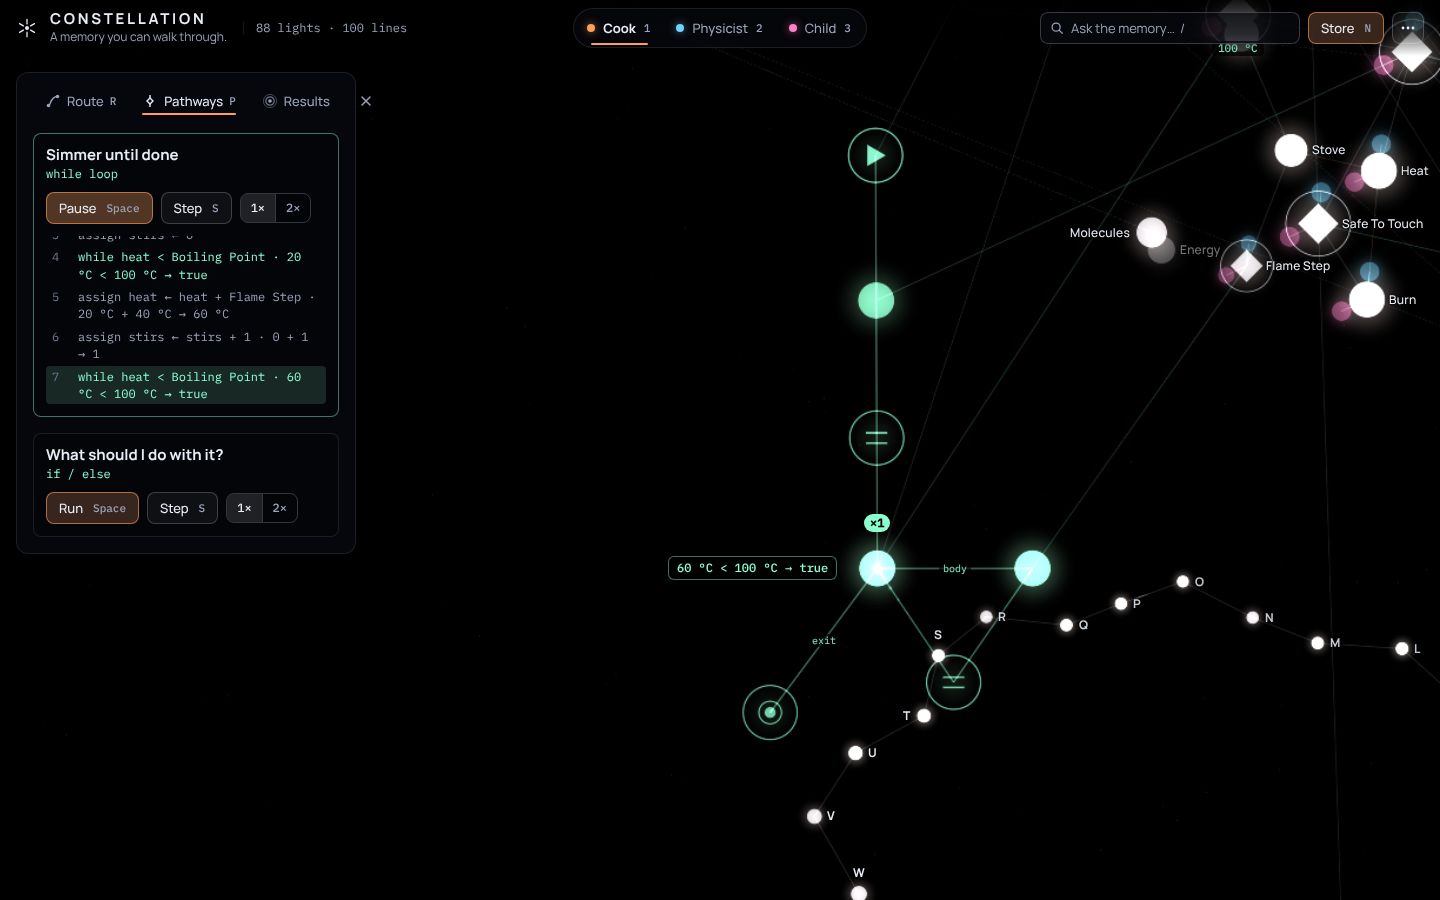 CONSTELLATION
A memory you can walk through.
88 lights · 100 lines
Cook 1
Physicist 2
Child 3
Ask the memory... /
Store N
100 °C
Route R
Pathways P
Results
Simmer until done
while loop
Pause Space
Step S
1×
2×
3 assign stirs ← 0
4 while heat < Boiling Point · 20
°C < 100 °C → true
5 assign heat ← heat + Flame Step ·
20 °C + 40 °C → 60 °C
6 assign stirs ← stirs + 1 · 0 + 1
→ 1
7 while heat < Boiling Point · 60
°C < 100 °C → true
What should I do with it?
if / else
Run Space
Step S
1×
2×
Stove
Heat
Safe To Touch
Molecules
Energy
Flame Step
Burn
×1
60 °C < 100 °C → true
body
exit
O
P
R
Q
N
S
M
L
T
U
V
W